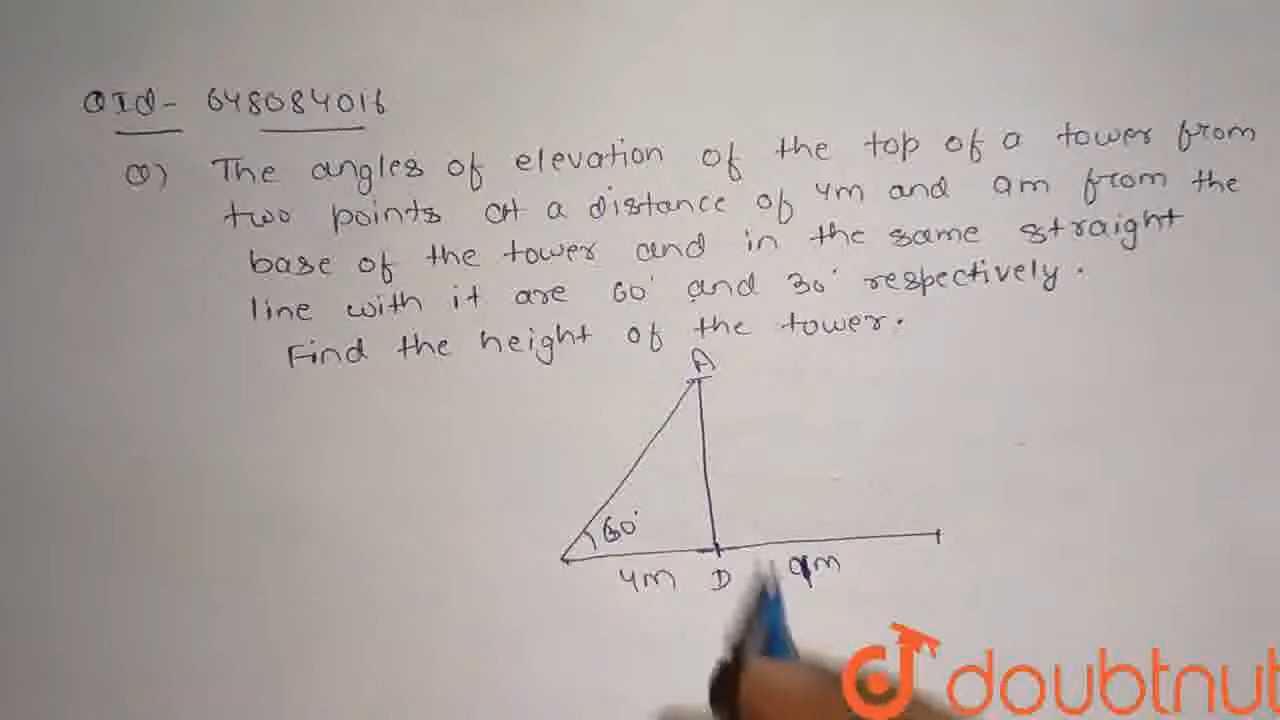 QId- 648084016
Q) The angles of elevation of the top of a tower from
two points at a distance of 4m and 9m from the
base of the tower and in the same straight
line with it are 60° and 30° respectively.
Find the height of the tower.
A
60°
4m D 9m
doubtnut